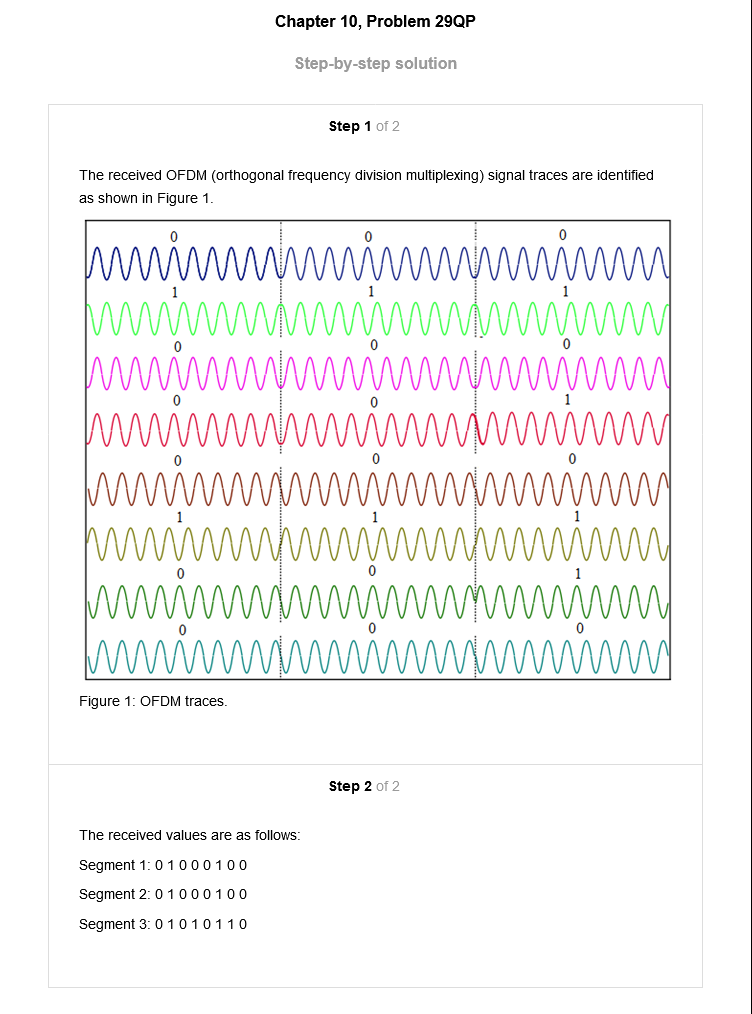 Chapter 10, Problem 29QP
Step-by-step solution
Step 1 of 2
The received OFDM (orthogonal frequency division multiplexing) signal traces are identified
as shown in Figure 1.
0 0 0
1 1 1
0 0 0
0 0 1
0 0 0
1 1 1
0 0 1
0 0 0
Figure 1: OFDM traces.
Step 2 of 2
The received values are as follows:
Segment 1: 0 1 0 0 0 1 0 0
Segment 2: 0 1 0 0 0 1 0 0
Segment 3: 0 1 0 1 0 1 1 0